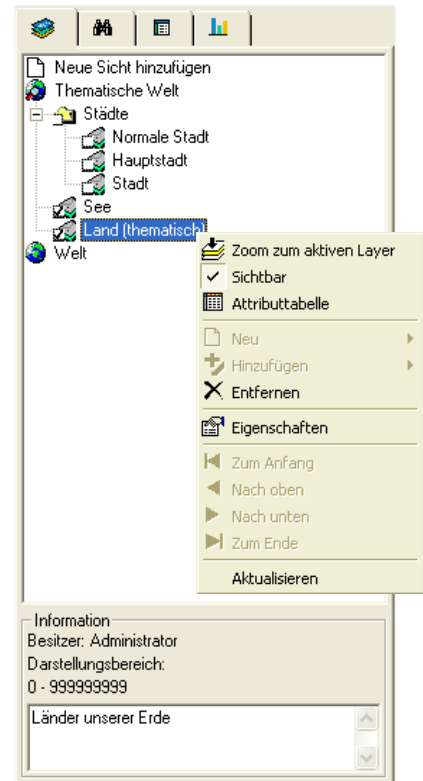 Neue Sicht hinzufügen
Thematische Welt
Städte
Normale Stadt
Hauptstadt
Stadt
See
Land (thematisch)
Welt
Zoom zum aktiven Layer
Sichtbar
Attributtabelle
Neu
Hinzufügen
Entfernen
Eigenschaften
Zum Anfang
Nach oben
Nach unten
Zum Ende
Aktualisieren
Information
Besitzer: Administrator
Darstellungsbereich:
0 - 999999999
Länder unserer Erde